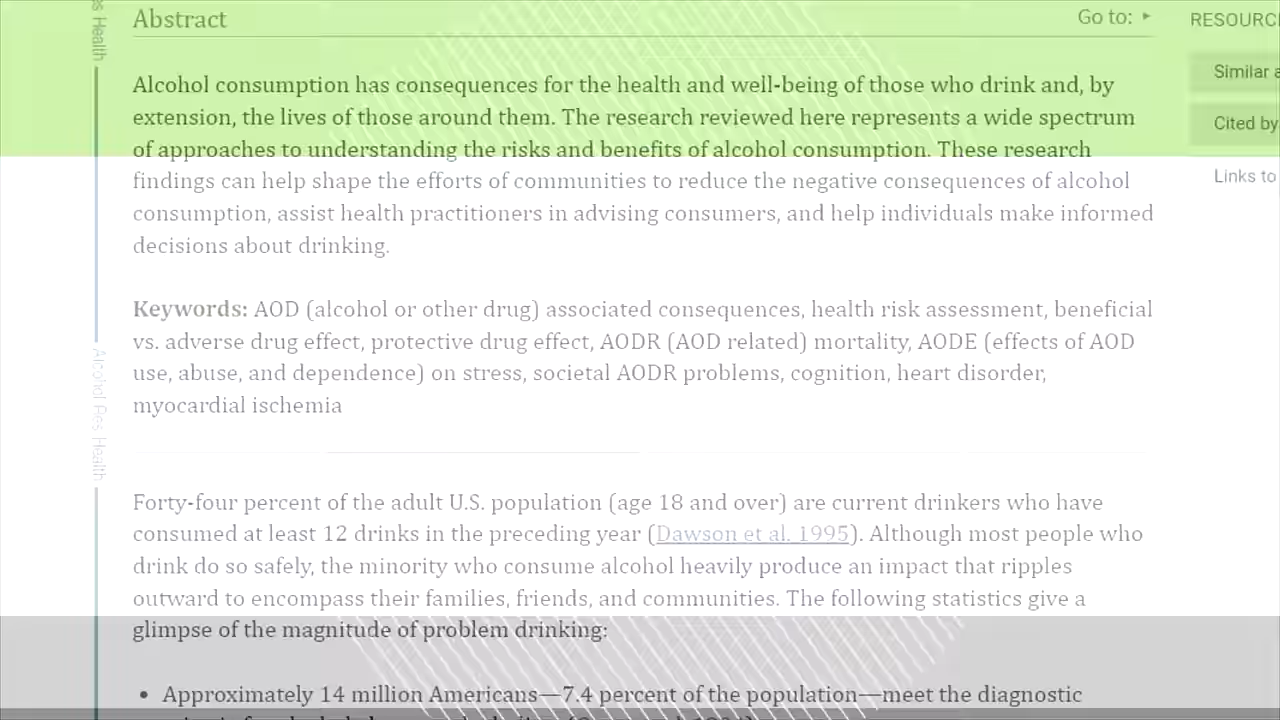 Abstract
Go to:
RESOURC
Similar a
Cited by
Links to
Alcohol consumption has consequences for the health and well-being of those who drink and, by
extension, the lives of those around them. The research reviewed here represents a wide spectrum
of approaches to understanding the risks and benefits of alcohol consumption. These research
findings can help shape the efforts of communities to reduce the negative consequences of alcohol
consumption, assist health practitioners in advising consumers, and help individuals make informed
decisions about drinking.
Keywords: AOD (alcohol or other drug) associated consequences, health risk assessment, beneficial
vs. adverse drug effect, protective drug effect, AODR (AOD related) mortality, AODE (effects of AOD
use, abuse, and dependence) on stress, societal AODR problems, cognition, heart disorder,
myocardial ischemia
Forty-four percent of the adult U.S. population (age 18 and over) are current drinkers who have
consumed at least 12 drinks in the preceding year (Dawson et al. 1995). Although most people who
drink do so safely, the minority who consume alcohol heavily produce an impact that ripples
outward to encompass their families, friends, and communities. The following statistics give a
glimpse of the magnitude of problem drinking:
• Approximately 14 million Americans—7.4 percent of the population—meet the diagnostic
es Health
Alcohol Res Health